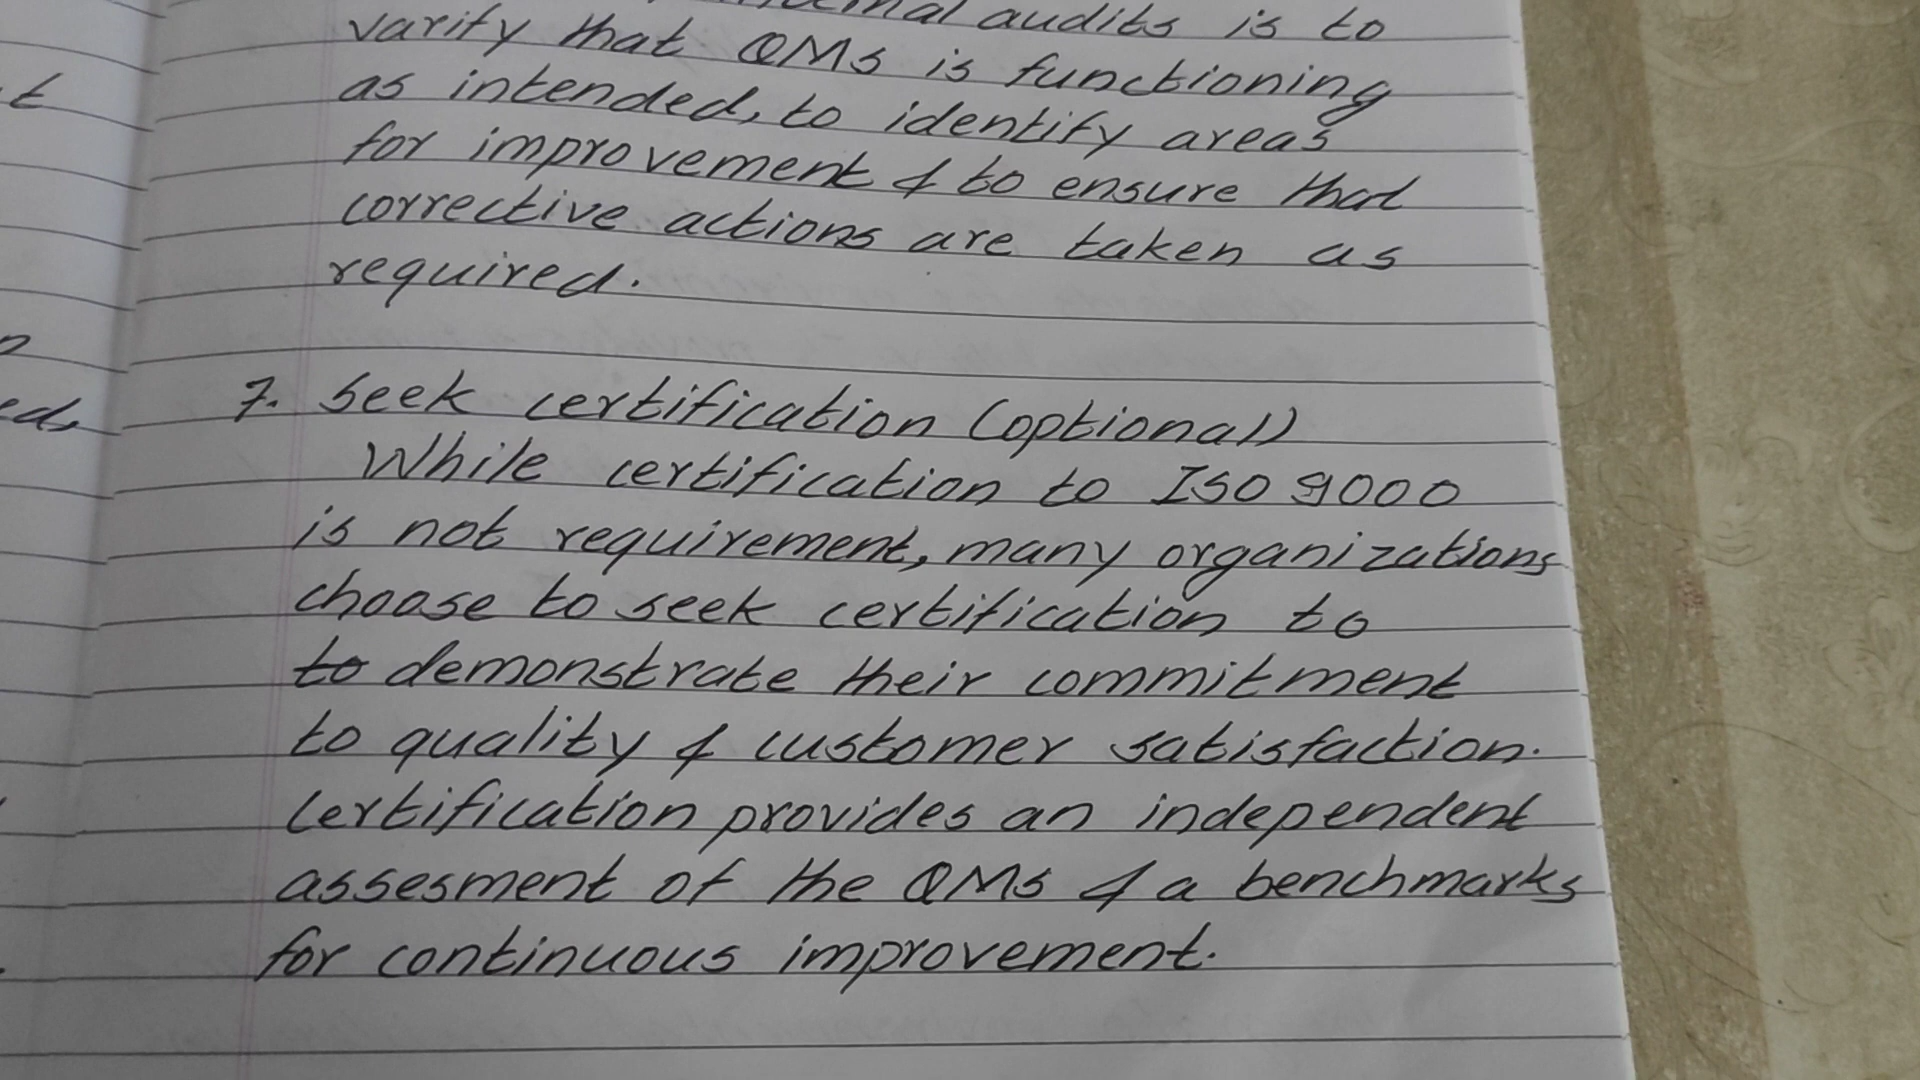 audits is to
varify that QMS is functioning
as intended, to identify areas
for improvement & to ensure that
corrective actions are taken as
required.
7. Seek certification (optional)
While certification to ISO 9000
is not requirement, many organizations
choose to seek certification to
to demonstrate their commitment
to quality & customer satisfaction.
Certification provides an independent
assesment of the QMS & a benchmarks
for continuous improvement.